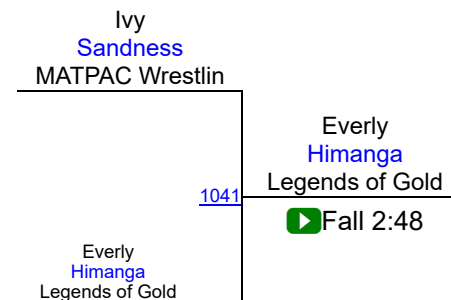 Ivy
Sandness
MATPAC Wrestlin
Everly
Himanga
Legends of Gold
1041
Fall 2:48
Everly
Himanga
Legends of Gold